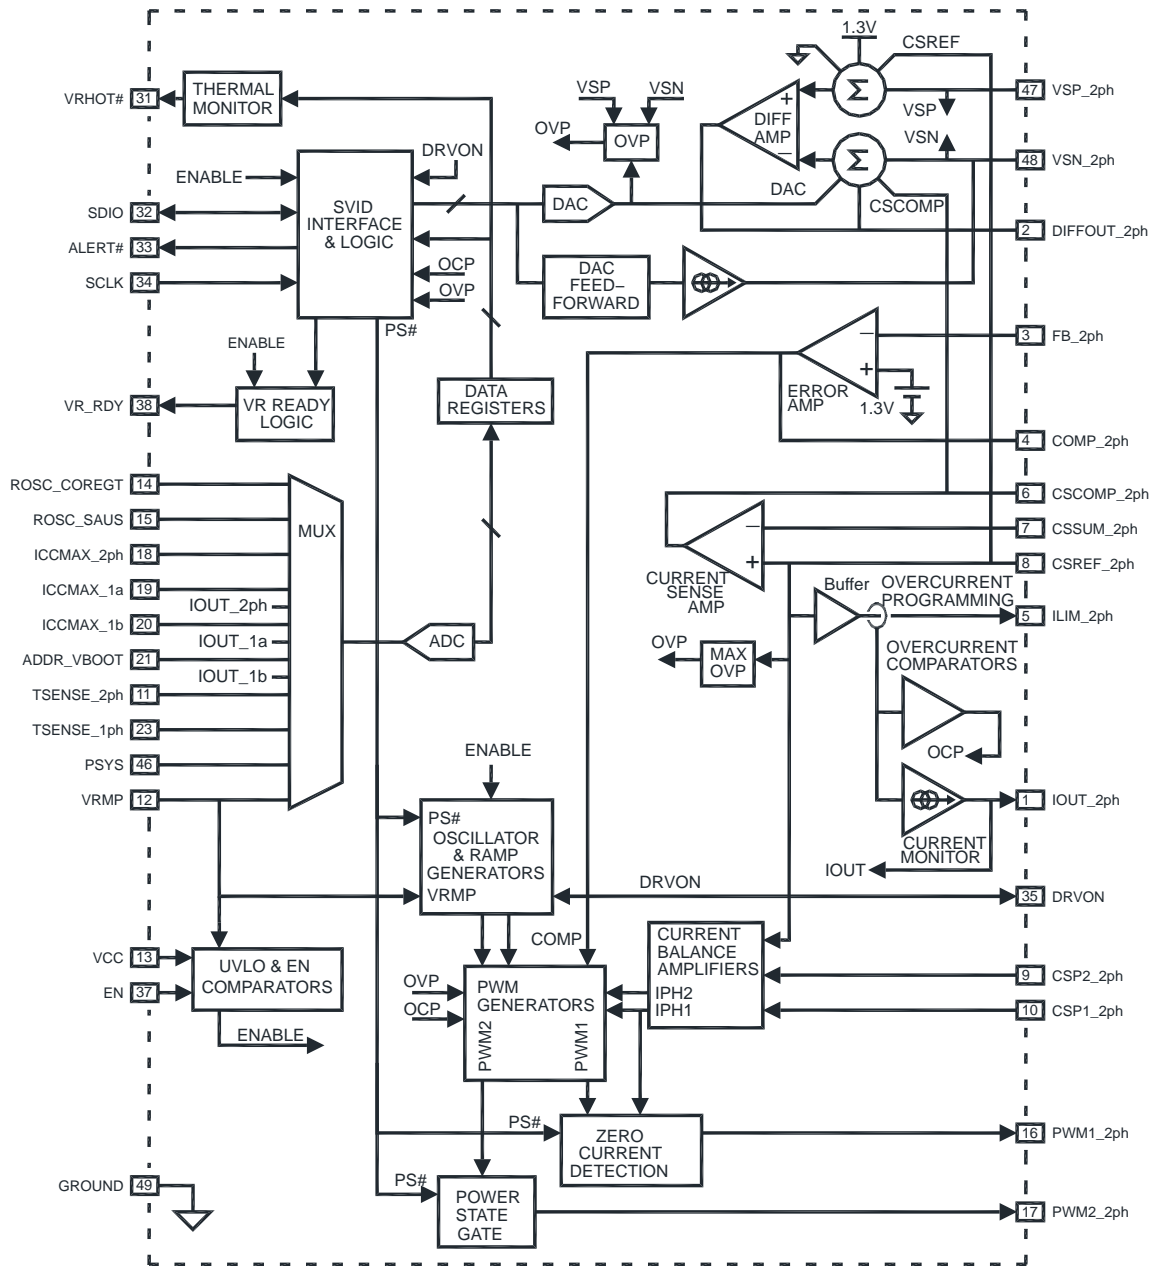 1.3V
CSREF
VRHOT#
31
THERMAL
MONITOR
VSP
VSN
OVP
OVP
+
DIFF
AMP
–
Σ
VSP
47
VSP_2ph
VSN
Σ
48
VSN_2ph
DAC
CSCOMP
DRVON
ENABLE
SVID
INTERFACE
& LOGIC
DAC
SDIO
32
ALERT#
33
SCLK
34
OCP
OVP
PS#
2
DIFFOUT_2ph
DAC
FEED–
FORWARD
ENABLE
VR_RDY
38
VR READY
LOGIC
DATA
REGISTERS
–
+
ERROR
AMP
1.3V
3
FB_2ph
4
COMP_2ph
ROSC_COREGT
14
ROSC_SAUS
15
ICCMAX_2ph
18
ICCMAX_1a
19
IOUT_2ph
ICCMAX_1b
20
IOUT_1a
ADDR_VBOOT
21
IOUT_1b
TSENSE_2ph
11
TSENSE_1ph
23
PSYS
46
VRMP
12
MUX
ADC
6
CSCOMP_2ph
–
7
CSSUM_2ph
+
8
CSREF_2ph
CURRENT
SENSE
AMP
Buffer
OVERCURRENT
PROGRAMMING
5
ILIM_2ph
OVP
MAX
OVP
OVERCURRENT
COMPARATORS
OCP
1
IOUT_2ph
CURRENT
MONITOR
IOUT
ENABLE
PS#
OSCILLATOR
& RAMP
GENERATORS
VRMP
DRVON
35
DRVON
COMP
CURRENT
BALANCE
AMPLIFIERS
IPH2
IPH1
9
CSP2_2ph
10
CSP1_2ph
VCC
13
EN
37
UVLO & EN
COMPARATORS
ENABLE
OVP
OCP
PWM
GENERATORS
PWM2
PWM1
PS#
ZERO
CURRENT
DETECTION
16
PWM1_2ph
GROUND
49
PS#
POWER
STATE
GATE
17
PWM2_2ph